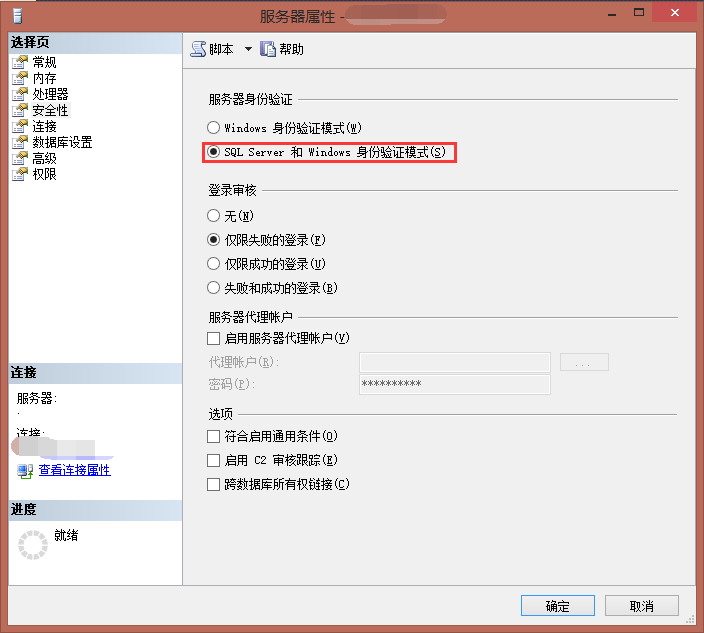 服务器属性 -
选择页
常规
内存
处理器
安全性
连接
数据库设置
高级
权限
脚本
帮助
服务器身份验证
Windows 身份验证模式(W)
SQL Server 和 Windows 身份验证模式(S)
登录审核
无(N)
仅限失败的登录(F)
仅限成功的登录(U)
失败和成功的登录(B)
服务器代理帐户
启用服务器代理帐户(V)
代理帐户(R):
...
密码(P):
**********
选项
符合启用通用条件(O)
启用 C2 审核跟踪(E)
跨数据库所有权链接(C)
连接
服务器:
.
连接:
查看连接属性
进度
就绪
确定
取消